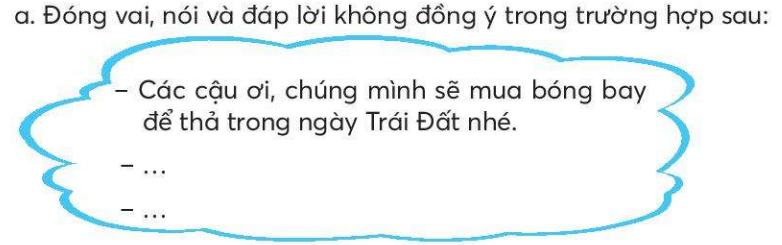 a. Đóng vai, nói và đáp lời không đồng ý trong trường hợp sau:
– Các cậu ơi, chúng mình sẽ mua bóng bay
để thả trong ngày Trái Đất nhé.
– ...
– ...